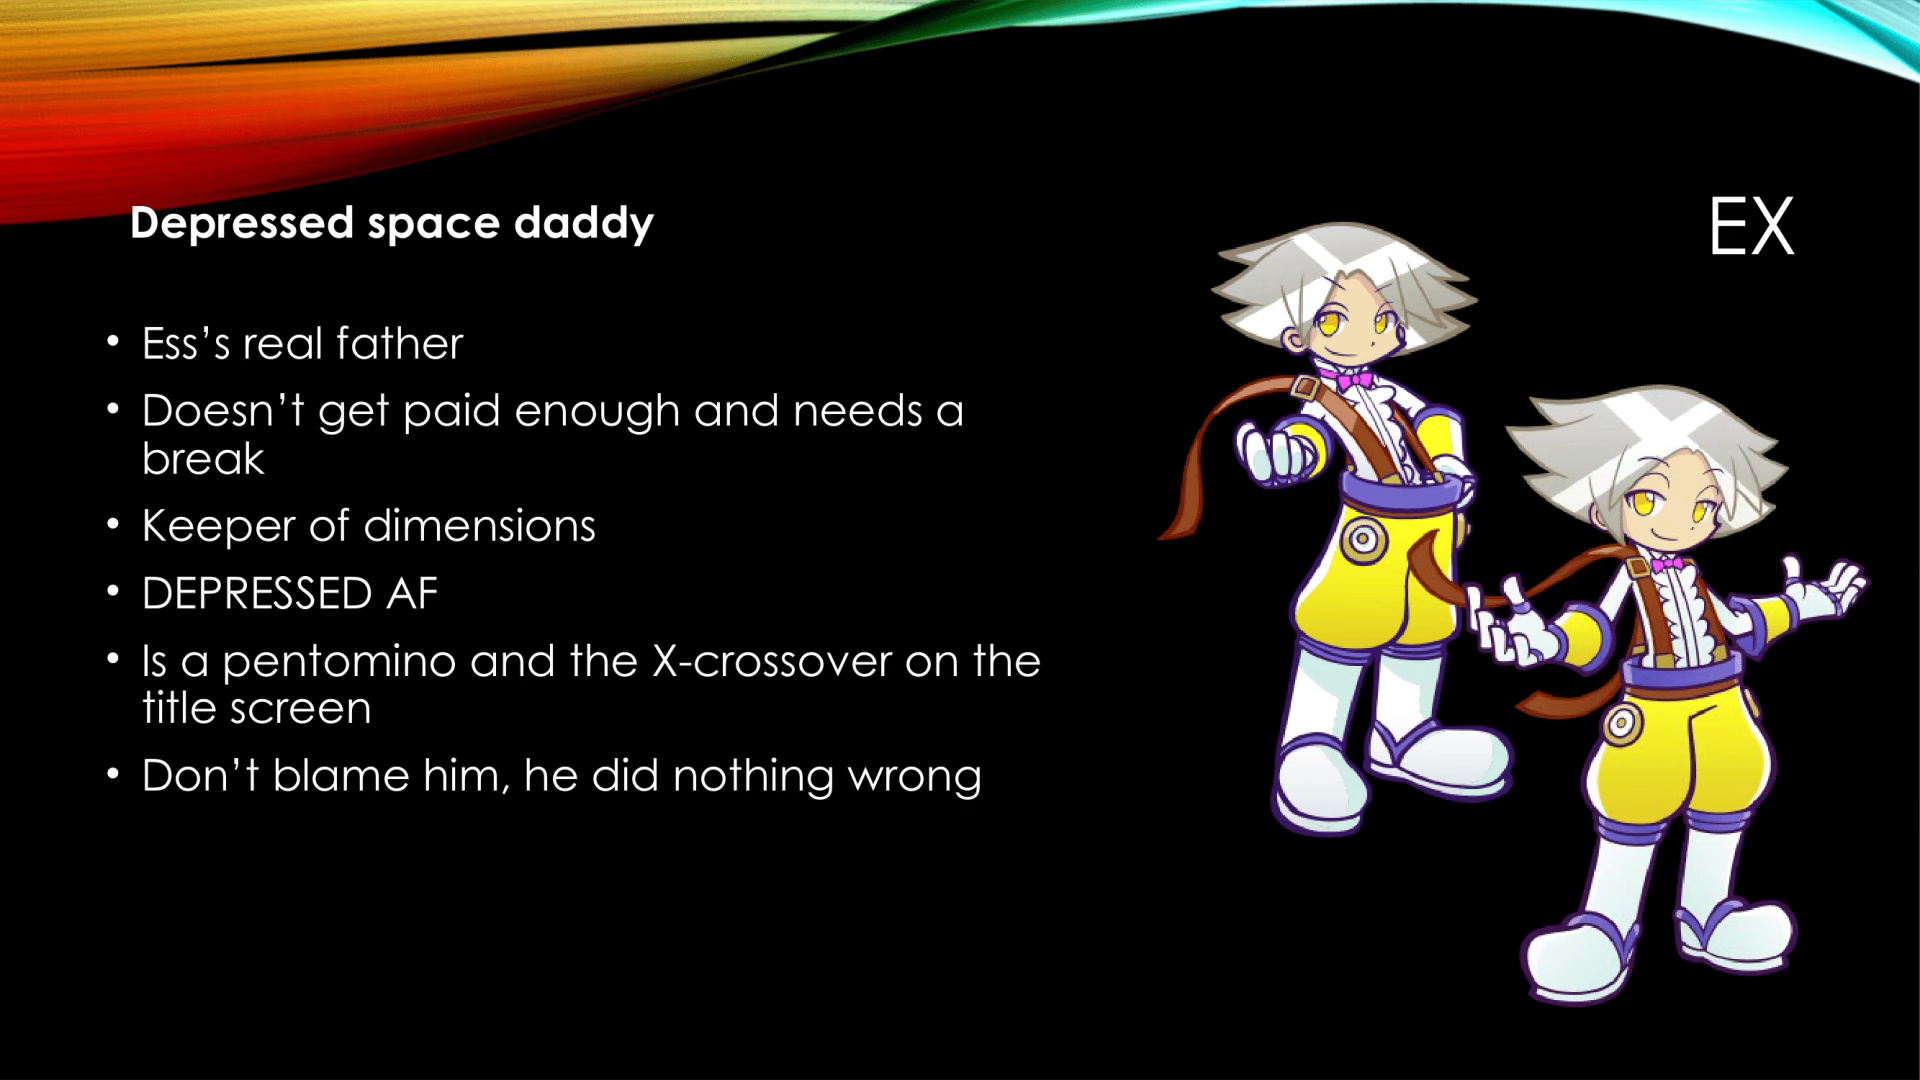 Depressed space daddy
EX
• Ess’s real father
• Doesn’t get paid enough and needs a
break
• Keeper of dimensions
• DEPRESSED AF
• Is a pentomino and the X-crossover on the
title screen
• Don’t blame him, he did nothing wrong